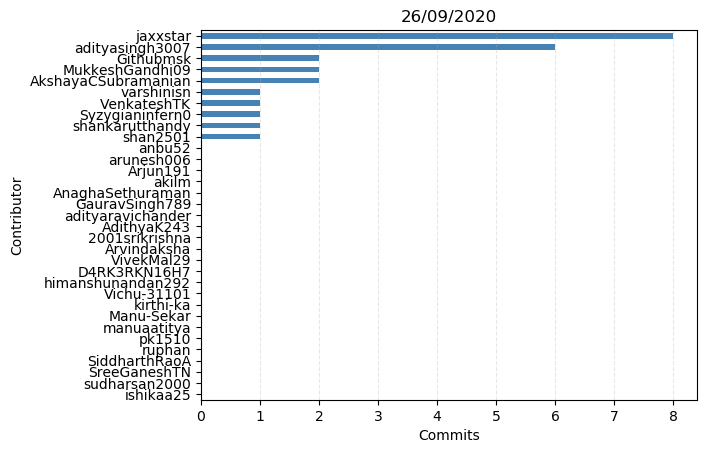 26/09/2020
jaxxstar
adityasingh3007
Githubmsk
MukkeshGandhi09
AkshayaCSubramanian
varshinisn
VenkateshTK
Syzygianinfern0
shankarutthandy
shan2501
anbu52
arunesh006
Arjun191
akilm
AnaghaSethuraman
GauravSingh789
adityaravichander
AdithyaK243
2001srikrishna
Arvindaksha
VivekMal29
D4RK3RKN16H7
himanshunandan292
Vichu-31101
kirthi-ka
Manu-Sekar
manuaatitya
pk1510
ruphan
SiddharthRaoA
SreeGaneshTN
sudharsan2000
ishikaa25
Contributor
0 1 2 3 4 5 6 7 8
Commits